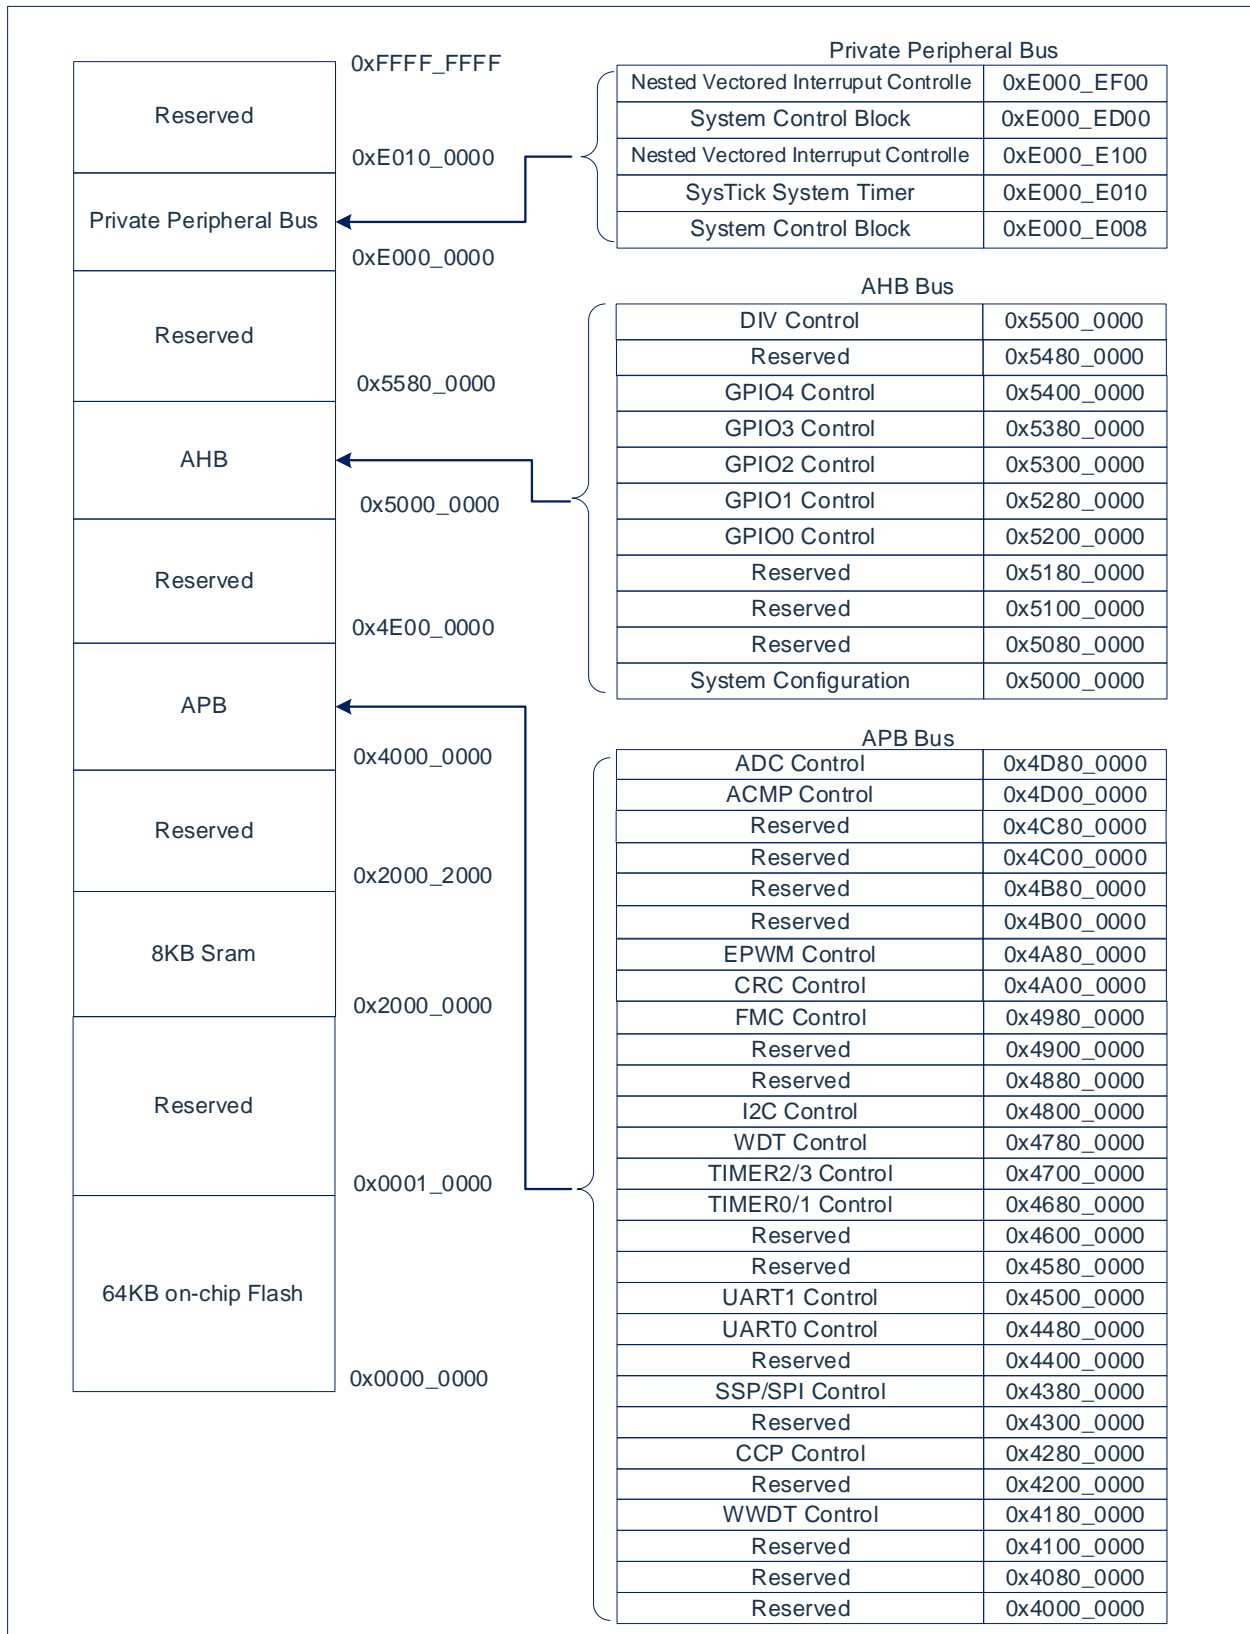 0xFFFF_FFFF
Reserved
0xE010_0000
Private Peripheral Bus
0xE000_0000
Reserved
0x5580_0000
AHB
0x5000_0000
Reserved
0x4E00_0000
APB
0x4000_0000
Reserved
0x2000_2000
8KB Sram
0x2000_0000
Reserved
0x0001_0000
64KB on-chip Flash
0x0000_0000
Private Peripheral Bus
Nested Vectored Interruput Controlle 0xE000_EF00
System Control Block 0xE000_ED00
Nested Vectored Interruput Controlle 0xE000_E100
SysTick System Timer 0xE000_E010
System Control Block 0xE000_E008
AHB Bus
DIV Control 0x5500_0000
Reserved 0x5480_0000
GPIO4 Control 0x5400_0000
GPIO3 Control 0x5380_0000
GPIO2 Control 0x5300_0000
GPIO1 Control 0x5280_0000
GPIO0 Control 0x5200_0000
Reserved 0x5180_0000
Reserved 0x5100_0000
Reserved 0x5080_0000
System Configuration 0x5000_0000
APB Bus
ADC Control 0x4D80_0000
ACMP Control 0x4D00_0000
Reserved 0x4C80_0000
Reserved 0x4C00_0000
Reserved 0x4B80_0000
Reserved 0x4B00_0000
EPWM Control 0x4A80_0000
CRC Control 0x4A00_0000
FMC Control 0x4980_0000
Reserved 0x4900_0000
Reserved 0x4880_0000
I2C Control 0x4800_0000
WDT Control 0x4780_0000
TIMER2/3 Control 0x4700_0000
TIMER0/1 Control 0x4680_0000
Reserved 0x4600_0000
Reserved 0x4580_0000
UART1 Control 0x4500_0000
UART0 Control 0x4480_0000
Reserved 0x4400_0000
SSP/SPI Control 0x4380_0000
Reserved 0x4300_0000
CCP Control 0x4280_0000
Reserved 0x4200_0000
WWDT Control 0x4180_0000
Reserved 0x4100_0000
Reserved 0x4080_0000
Reserved 0x4000_0000